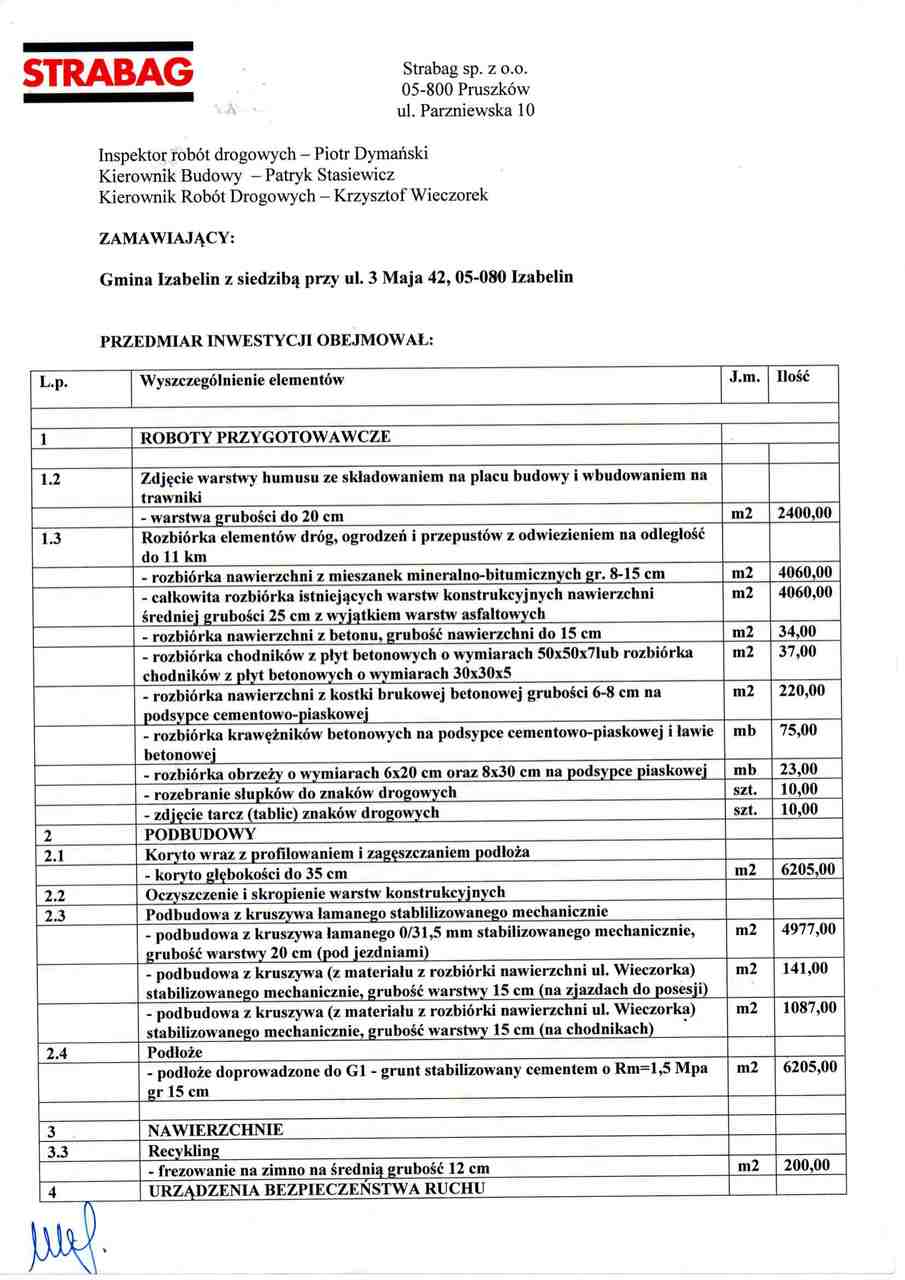 STRABAG
Strabag sp. z o.o.
05-800 Pruszków
ul. Parzniewska 10
Inspektor robót drogowych – Piotr Dymański
Kierownik Budowy – Patryk Stasiewicz
Kierownik Robót Drogowych – Krzysztof Wieczorek
ZAMAWIAJĄCY:
Gmina Izabelin z siedzibą przy ul. 3 Maja 42, 05-080 Izabelin
PRZEDMIAR INWESTYCJI OBEJMOWAŁ:
L.p. Wyszczególnienie elementów J.m. Ilość
1 ROBOTY PRZYGOTOWAWCZE
1.2 Zdjęcie warstwy humusu ze składowaniem na placu budowy i wbudowaniem na
trawniki
- warstwa grubości do 20 cm m2 2400,00
1.3 Rozbiórka elementów dróg, ogrodzeń i przepustów z odwiezieniem na odległość
do 11 km
- rozbiórka nawierzchni z mieszanek mineralno-bitumicznych gr. 8-15 cm m2 4060,00
- całkowita rozbiórka istniejących warstw konstrukcyjnych nawierzchni m2 4060,00
średniej grubości 25 cm z wyjątkiem warstw asfaltowych
- rozbiórka nawierzchni z betonu, grubość nawierzchni do 15 cm m2 34,00
- rozbiórka chodników z płyt betonowych o wymiarach 50x50x7lub rozbiórka m2 37,00
chodników z płyt betonowych o wymiarach 30x30x5
- rozbiórka nawierzchni z kostki brukowej betonowej grubości 6-8 cm na m2 220,00
podsypce cementowo-piaskowej
- rozbiórka krawężników betonowych na podsypce cementowo-piaskowej i ławie mb 75,00
betonowej
- rozbiórka obrzeży o wymiarach 6x20 cm oraz 8x30 cm na podsypce piaskowej mb 23,00
- rozebranie słupków do znaków drogowych szt. 10,00
- zdjęcie tarcz (tablic) znaków drogowych szt. 10,00
2 PODBUDOWY
2.1 Koryto wraz z profilowaniem i zagęszczaniem podłoża
- koryto głębokości do 35 cm m2 6205,00
2.2 Oczyszczenie i skropienie warstw konstrukcyjnych
2.3 Podbudowa z kruszywa łamanego stablilizowanego mechanicznie
- podbudowa z kruszywa łamanego 0/31,5 mm stabilizowanego mechanicznie, m2 4977,00
grubość warstwy 20 cm (pod jezdniami)
- podbudowa z kruszywa (z materiału z rozbiórki nawierzchni ul. Wieczorka) m2 141,00
stabilizowanego mechanicznie, grubość warstwy 15 cm (na zjazdach do posesji)
- podbudowa z kruszywa (z materiału z rozbiórki nawierzchni ul. Wieczorka) m2 1087,00
stabilizowanego mechanicznie, grubość warstwy 15 cm (na chodnikach)
2.4 Podłoże
- podłoże doprowadzone do G1 - grunt stabilizowany cementem o Rm=1,5 Mpa m2 6205,00
gr 15 cm
3 NAWIERZCHNIE
3.3 Recykling
- frezowanie na zimno na średnią grubość 12 cm m2 200,00
4 URZĄDZENIA BEZPIECZEŃSTWA RUCHU